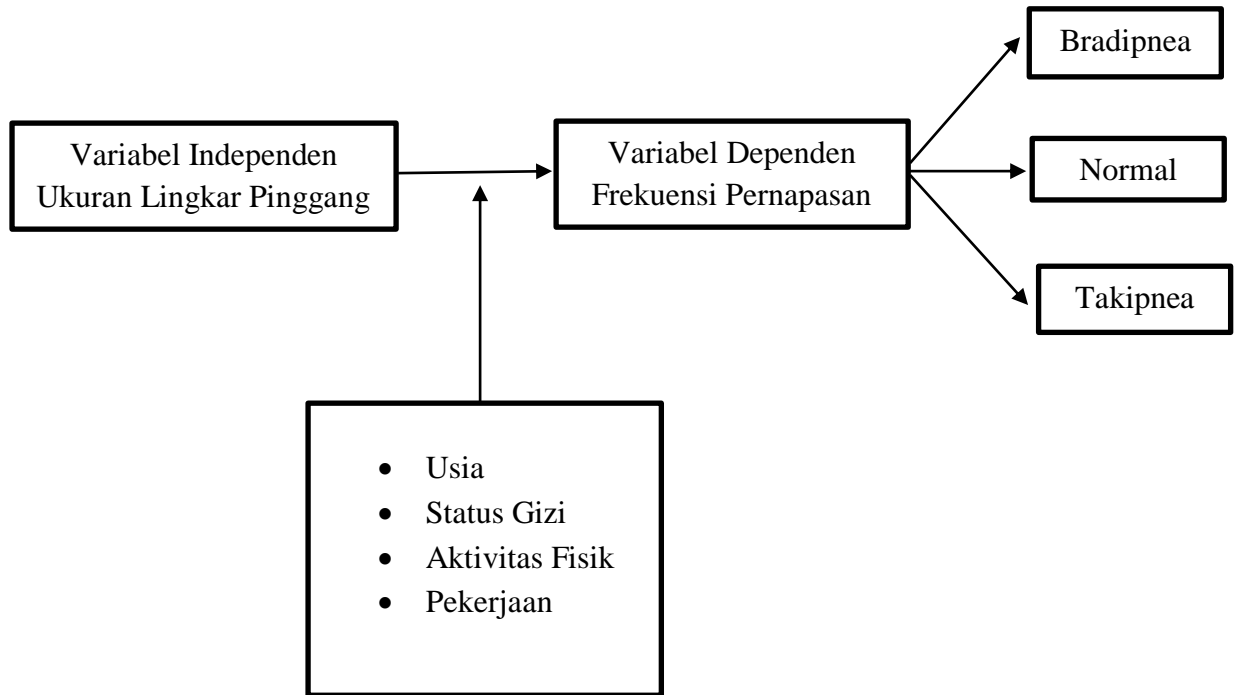 Variabel Independen
Ukuran Lingkar Pinggang
Variabel Dependen
Frekuensi Pernapasan
Bradipnea
Normal
Takipnea
• Usia
• Status Gizi
• Aktivitas Fisik
• Pekerjaan